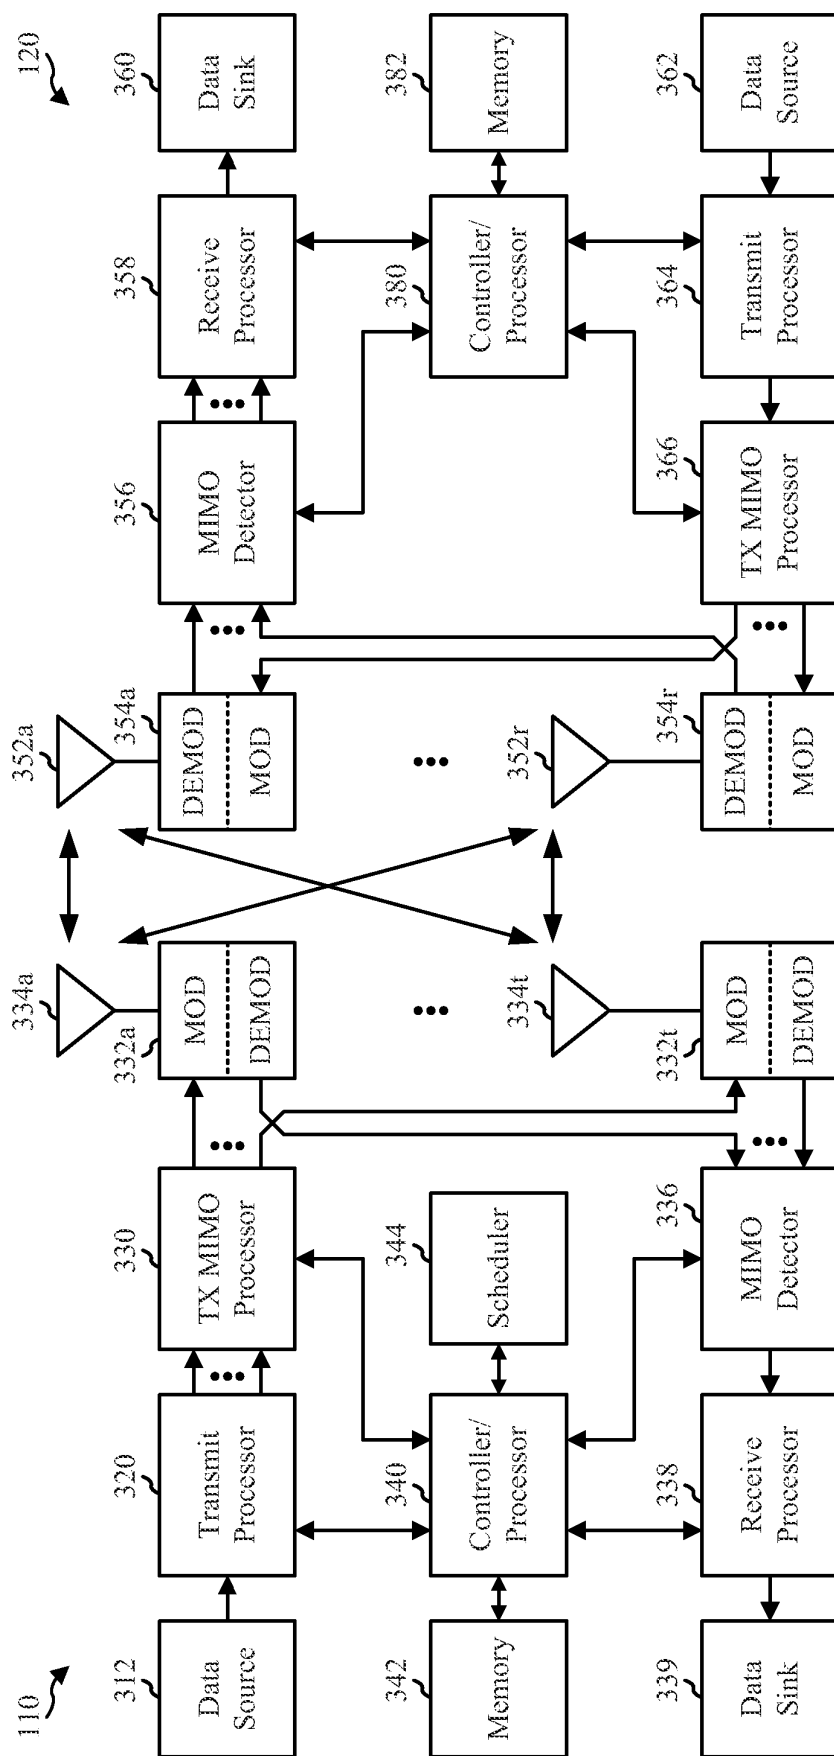 110
120
312
Data
Source
320
Transmit
Processor
330
TX MIMO
Processor
332a
MOD
DEMOD
334a
352a
354a
DEMOD
MOD
356
MIMO
Detector
358
Receive
Processor
360
Data
Sink
342
Memory
340
Controller/
Processor
344
Scheduler
380
Controller/
Processor
382
Memory
339
Data
Sink
338
Receive
Processor
336
MIMO
Detector
332t
MOD
DEMOD
334t
352r
354r
DEMOD
MOD
366
TX MIMO
Processor
364
Transmit
Processor
362
Data
Source